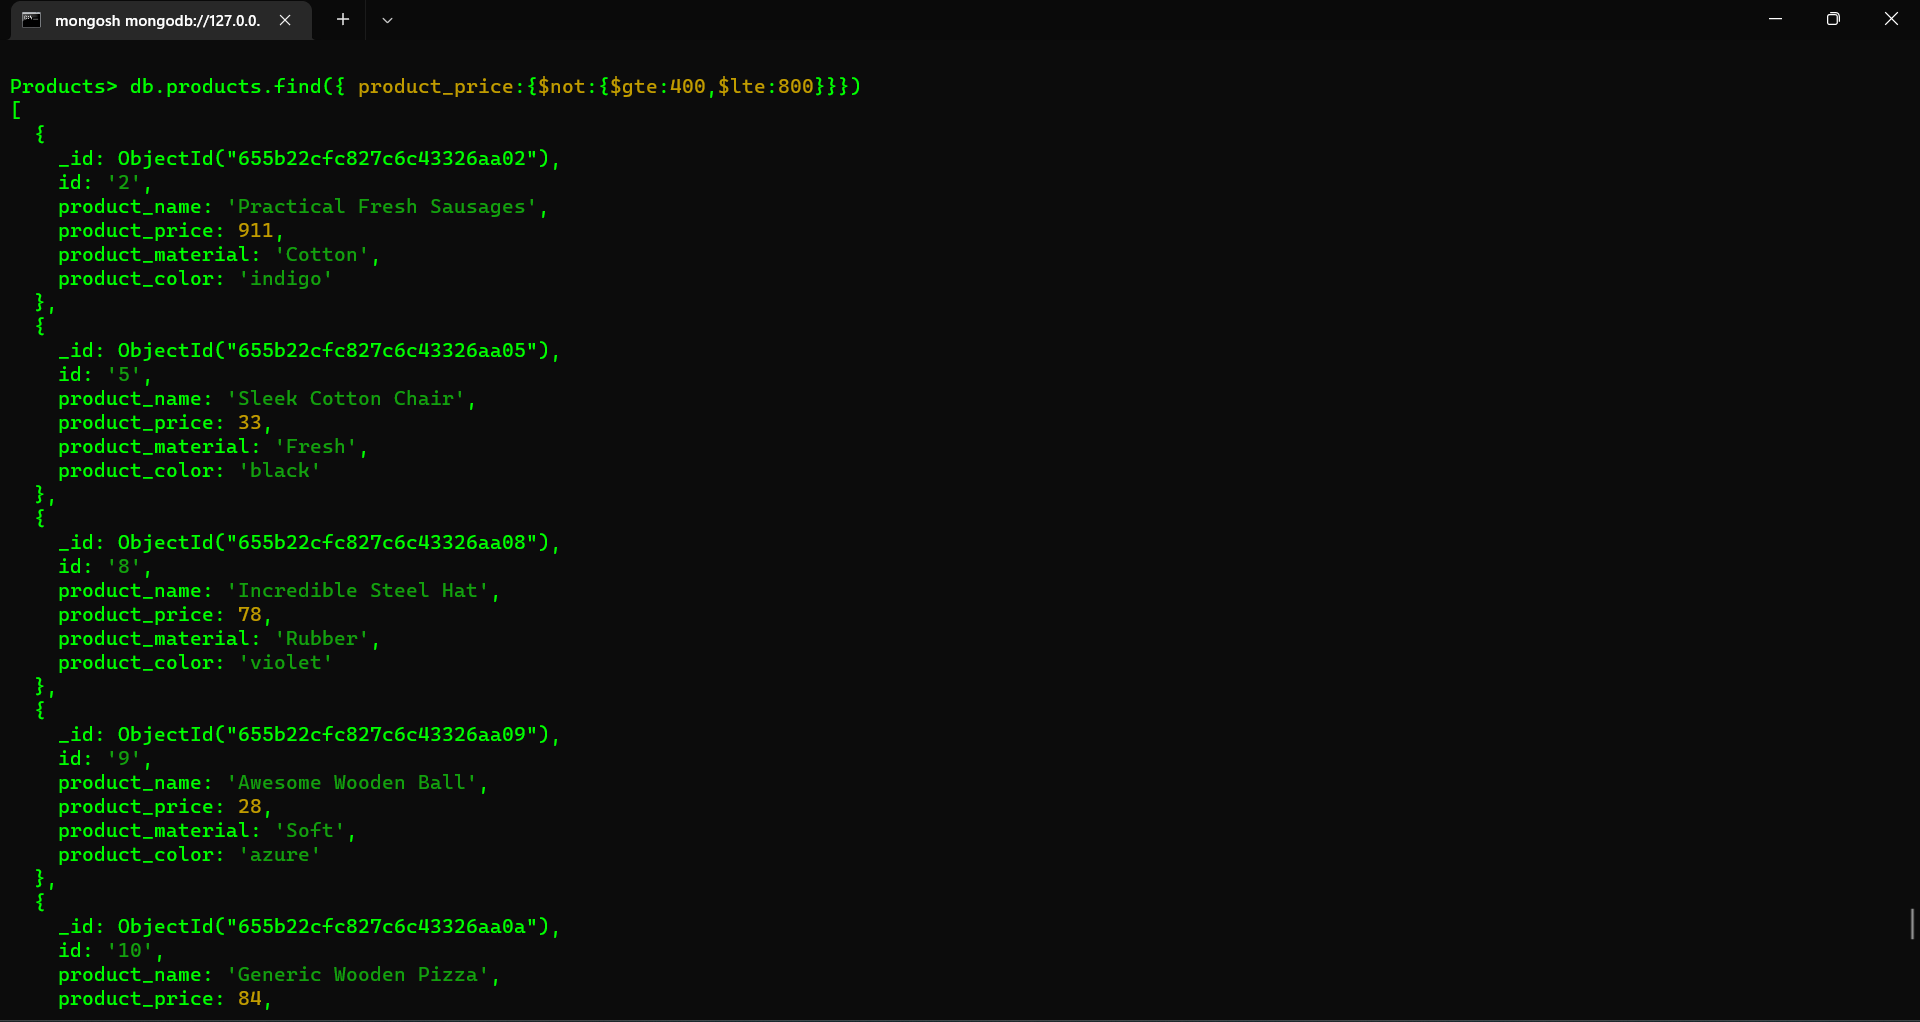 mongosh mongodb://127.0.0.
Products> db.products.find({ product_price:{$not:{$gte:400,$lte:800}}})
[
  {
    _id: ObjectId("655b22cfc827c6c43326aa02"),
    id: '2',
    product_name: 'Practical Fresh Sausages',
    product_price: 911,
    product_material: 'Cotton',
    product_color: 'indigo'
  },
  {
    _id: ObjectId("655b22cfc827c6c43326aa05"),
    id: '5',
    product_name: 'Sleek Cotton Chair',
    product_price: 33,
    product_material: 'Fresh',
    product_color: 'black'
  },
  {
    _id: ObjectId("655b22cfc827c6c43326aa08"),
    id: '8',
    product_name: 'Incredible Steel Hat',
    product_price: 78,
    product_material: 'Rubber',
    product_color: 'violet'
  },
  {
    _id: ObjectId("655b22cfc827c6c43326aa09"),
    id: '9',
    product_name: 'Awesome Wooden Ball',
    product_price: 28,
    product_material: 'Soft',
    product_color: 'azure'
  },
  {
    _id: ObjectId("655b22cfc827c6c43326aa0a"),
    id: '10',
    product_name: 'Generic Wooden Pizza',
    product_price: 84,